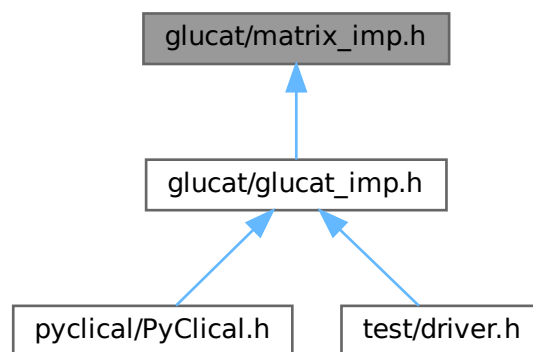 glucat/matrix_imp.h
glucat/glucat_imp.h
pyclical/PyClical.h
test/driver.h